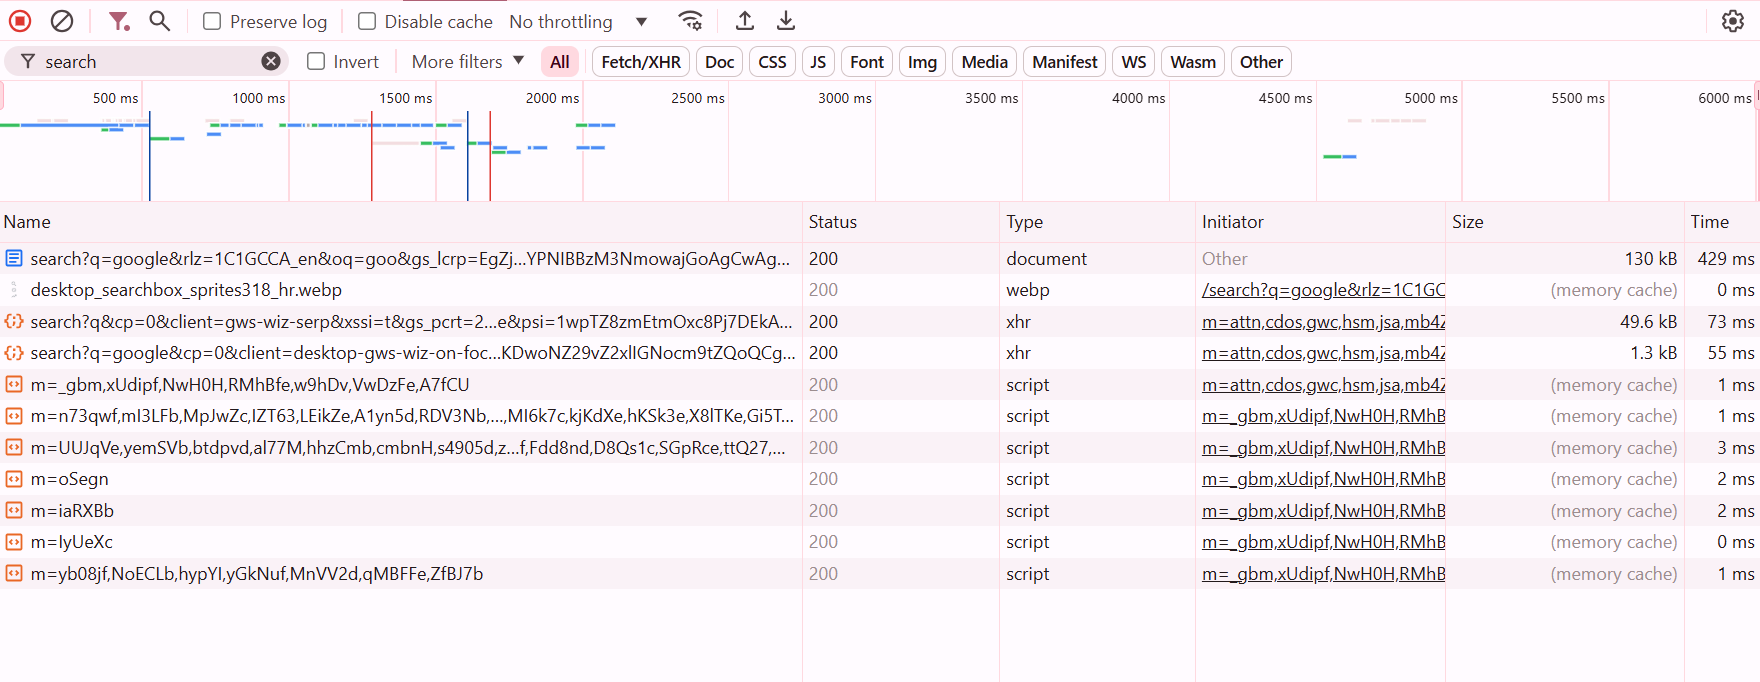 Preserve log Disable cache No throttling
search Invert More filters All Fetch/XHR Doc CSS JS Font Img Media Manifest WS Wasm Other
500 ms 1000 ms 1500 ms 2000 ms 2500 ms 3000 ms 3500 ms 4000 ms 4500 ms 5000 ms 5500 ms 6000 ms
Name Status Type Initiator Size Time
search?q=google&rlz=1C1GCCA_en&oq=goo&gs_lcrp=EgZj...YPNIBBzM3NmowajGoAgCwAg... 200 document Other 130 kB 429 ms
desktop_searchbox_sprites318_hr.webp 200 webp /search?q=google&rlz=1C1GC (memory cache) 0 ms
search?q&cp=0&client=gws-wiz-serp&xssi=t&gs_pcrt=2...e&psi=1wpTZ8zmEtmOxc8Pj7DEkA... 200 xhr m=attn,cdos,gwc,hsm,jsa,mb4Z 49.6 kB 73 ms
search?q=google&cp=0&client=desktop-gws-wiz-on-foc...KDwoNZ29vZ2xlIGNocm9tZQoQCg... 200 xhr m=attn,cdos,gwc,hsm,jsa,mb4Z 1.3 kB 55 ms
m=_gbm,xUdipf,NwH0H,RMhBfe,w9hDv,VwDzFe,A7fCU 200 script m=attn,cdos,gwc,hsm,jsa,mb4Z (memory cache) 1 ms
m=n73qwf,mI3LFb,MpJwZc,IZT63,LEikZe,A1yn5d,RDV3Nb,...,MI6k7c,kjKdXe,hKSk3e,X8lTKe,Gi5T... 200 script m=_gbm,xUdipf,NwH0H,RMhB (memory cache) 1 ms
m=UUJqVe,yemSVb,btdpvd,al77M,hhzCmb,cmbnH,s4905d,z...f,Fdd8nd,D8Qs1c,SGpRce,ttQ27,... 200 script m=_gbm,xUdipf,NwH0H,RMhB (memory cache) 3 ms
m=oSegn 200 script m=_gbm,xUdipf,NwH0H,RMhB (memory cache) 2 ms
m=iaRXBb 200 script m=_gbm,xUdipf,NwH0H,RMhB (memory cache) 2 ms
m=IyUeXc 200 script m=_gbm,xUdipf,NwH0H,RMhB (memory cache) 0 ms
m=yb08jf,NoECLb,hypYI,yGkNuf,MnVV2d,qMBFFe,ZfBJ7b 200 script m=_gbm,xUdipf,NwH0H,RMhB (memory cache) 1 ms